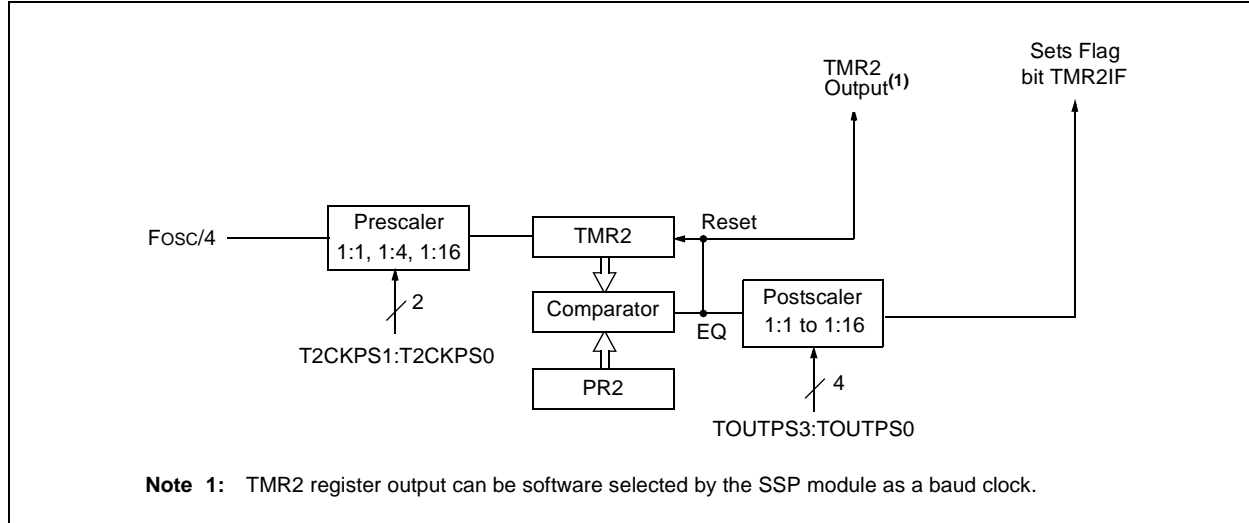 Sets Flag
bit TMR2IF
TMR2
Output(1)
Prescaler
1:1, 1:4, 1:16
FOSC/4
2
T2CKPS1:T2CKPS0
TMR2
Reset
Comparator
EQ
PR2
Postscaler
1:1 to 1:16
4
TOUTPS3:TOUTPS0
Note 1: TMR2 register output can be software selected by the SSP module as a baud clock.